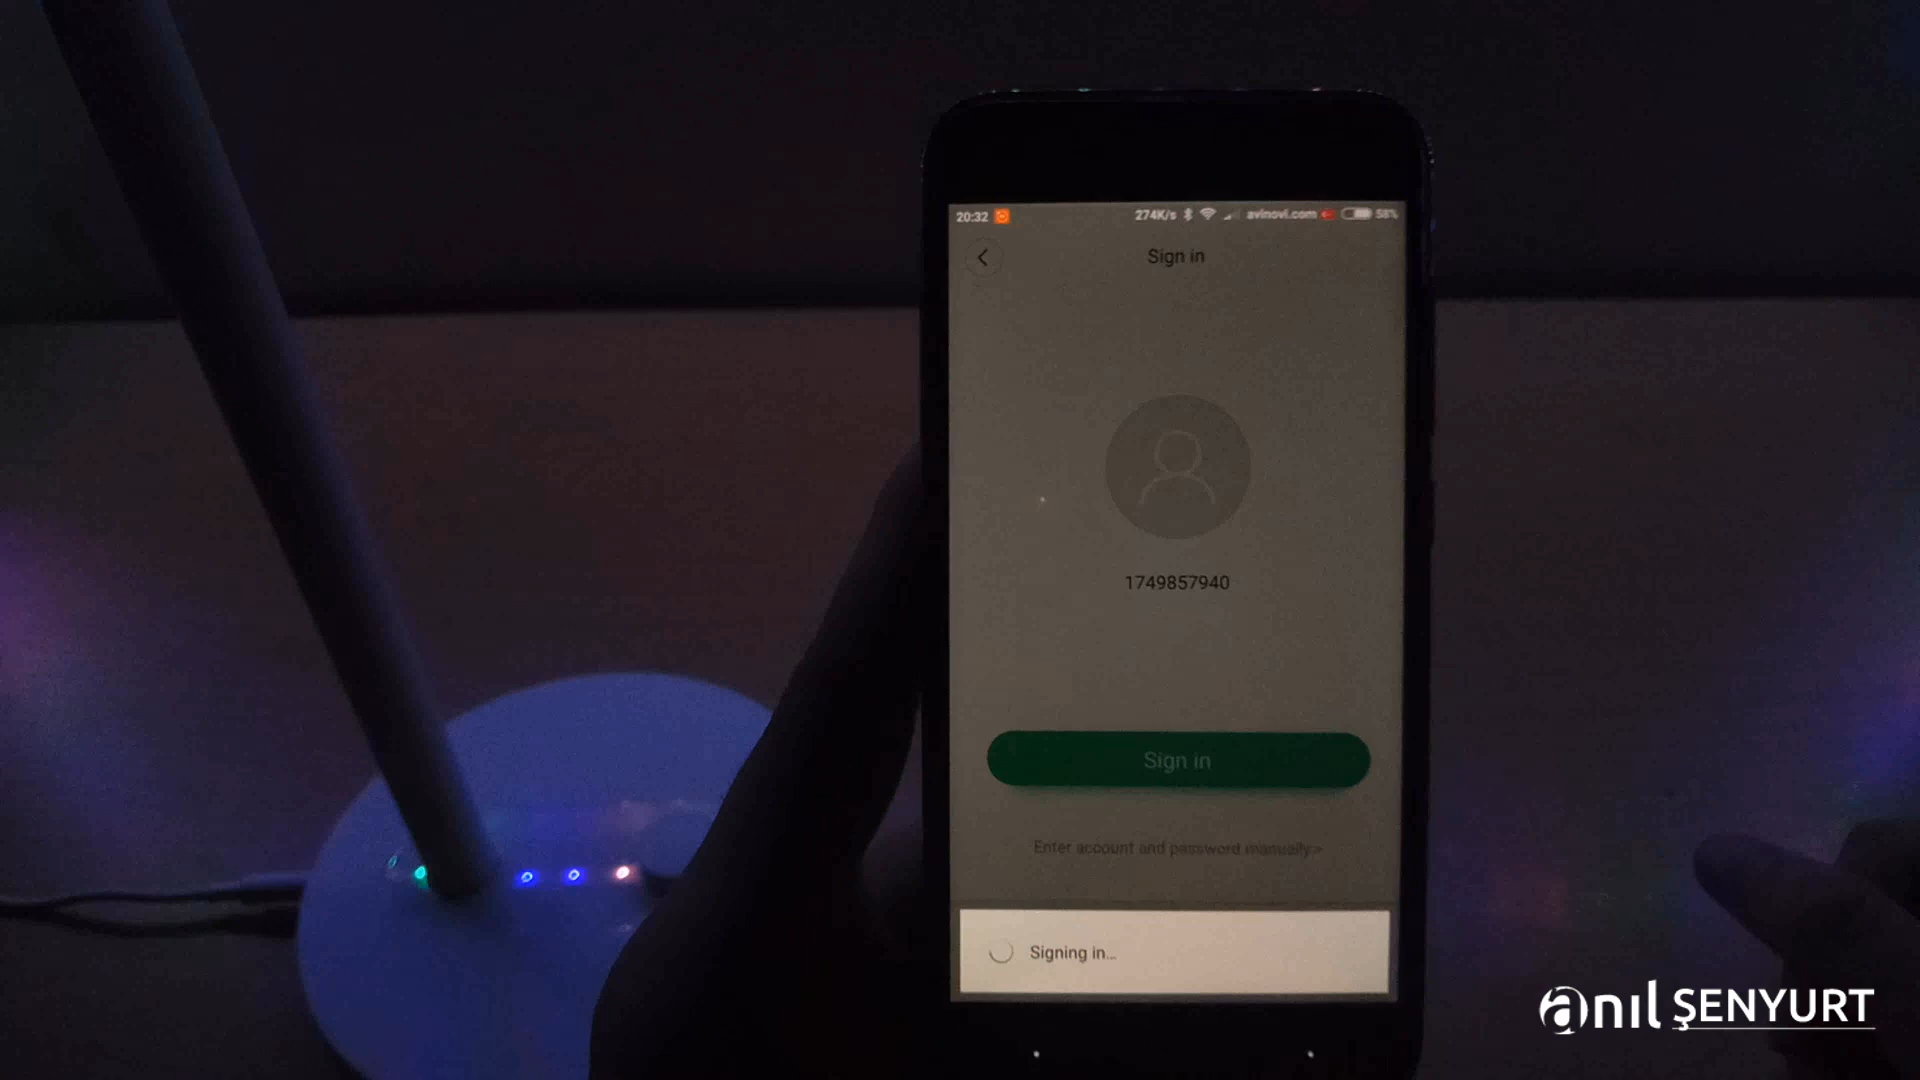 20:32 274K/s avinovi.com 58%
Sign in
1749857940
Sign in
Enter account and password manually>
Signing in...
anıl ŞENYURT